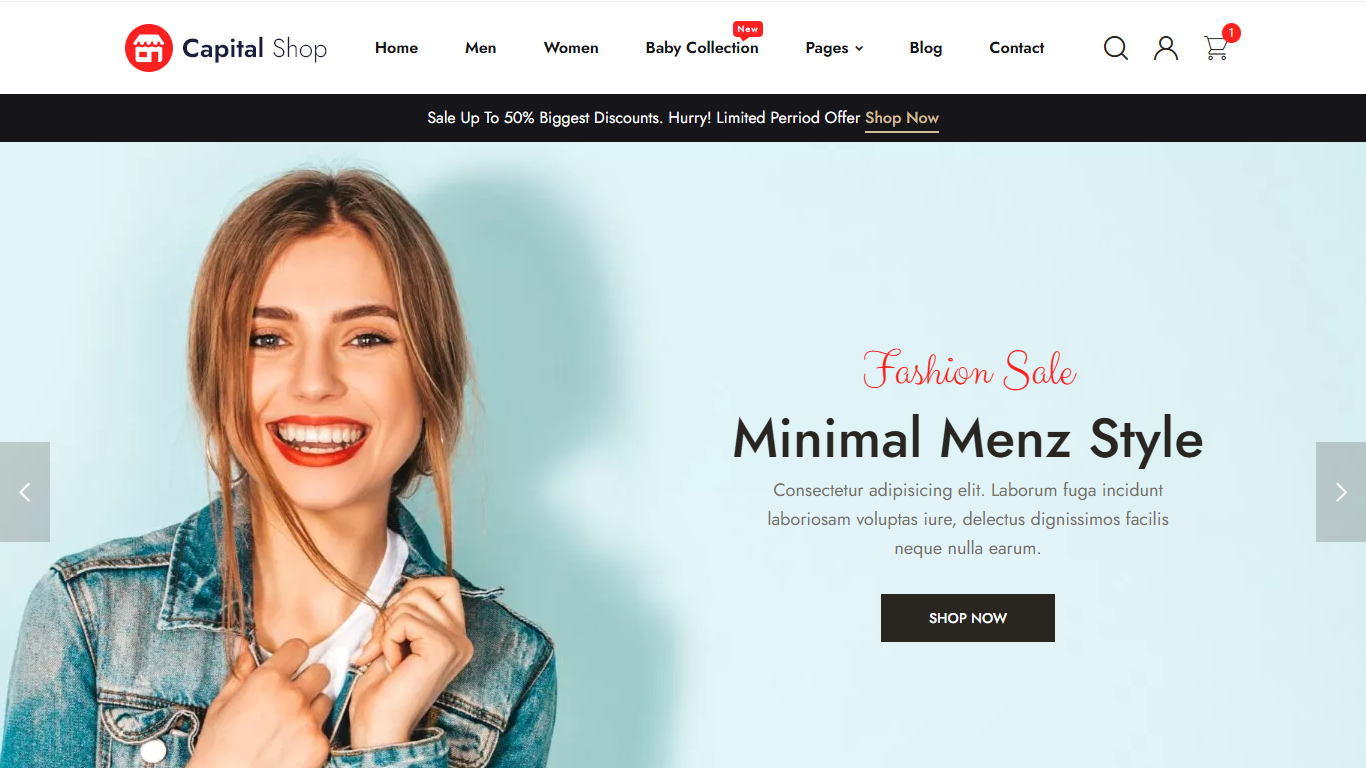 Capital Shop
Home
Men
Women
Baby Collection
New
Pages
Blog
Contact
1
Sale Up To 50% Biggest Discounts. Hurry! Limited Perriod Offer Shop Now
Fashion Sale
Minimal Menz Style
Consectetur adipisicing elit. Laborum fuga incidunt
laboriosam voluptas iure, delectus dignissimos facilis
neque nulla earum.
SHOP NOW